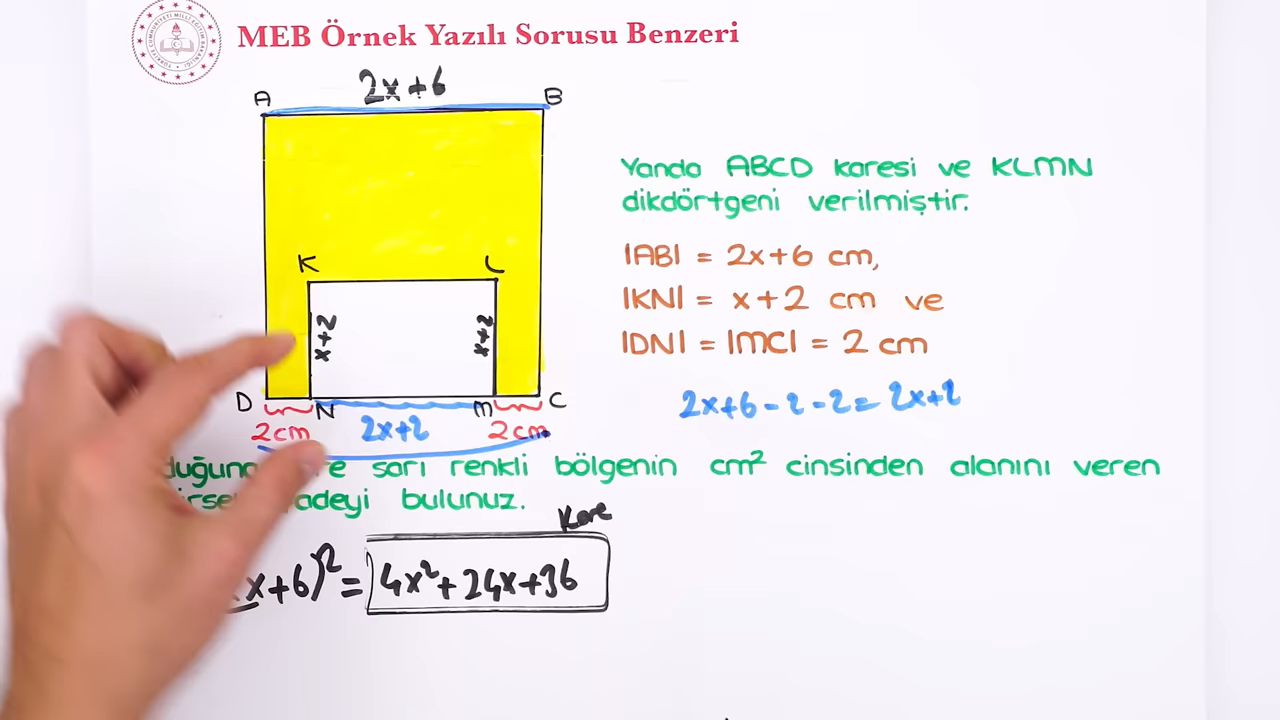 MEB Örnek Yazılı Sorusu Benzeri
2x+6
A
B
Yanda ABCD karesi ve KLMN
dikdörtgeni verilmiştir.
|AB| = 2x+6 cm,
|KN| = x+2 cm ve
|DN| = |MC| = 2 cm
2x+6-2-2=2x+2
K
L
x+2
x+2
D
N
M
C
2cm
2x+2
2cm
sarı renkli bölgenin cm² cinsinden alanını veren
bulunuz.
Kare
x+6)²= 4x²+24x+36